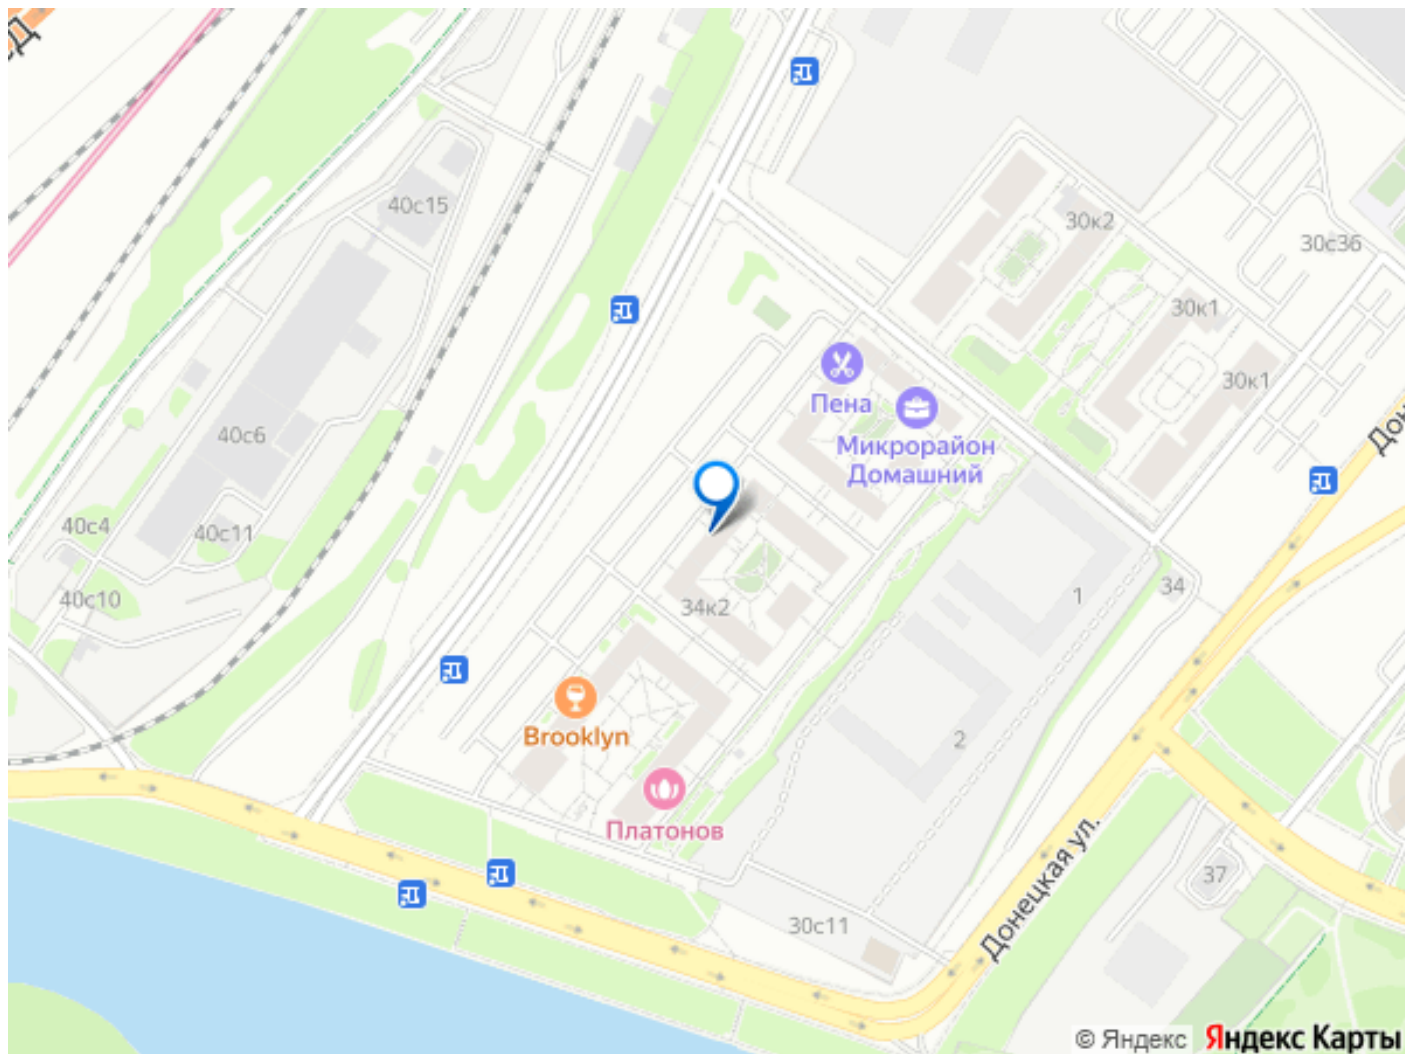 40с15
30к2
30с36
30к1
Пена
30к1
Микрорайон
Домашний
40с6
40с4
40с11
40с10
34к2
1
34
Brooklyn
2
Платонов
Донецкая ул.
37
30с11
© Яндекс
Яндекс Карты